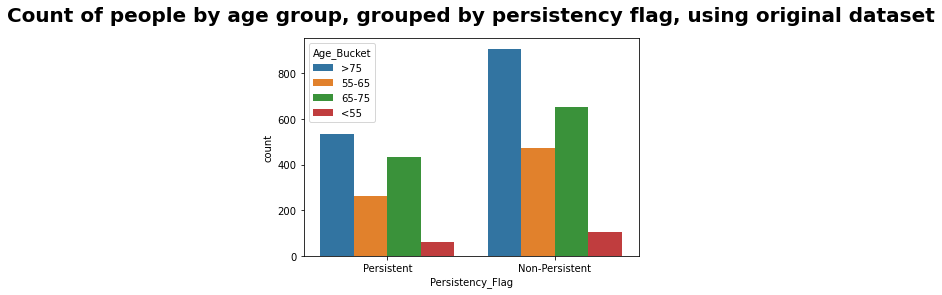 Count of people by age group, grouped by persistency flag, using original dataset
Age_Bucket
>75
55-65
65-75
<55
800
600
400
200
0
count
Persistent
Non-Persistent
Persistency_Flag